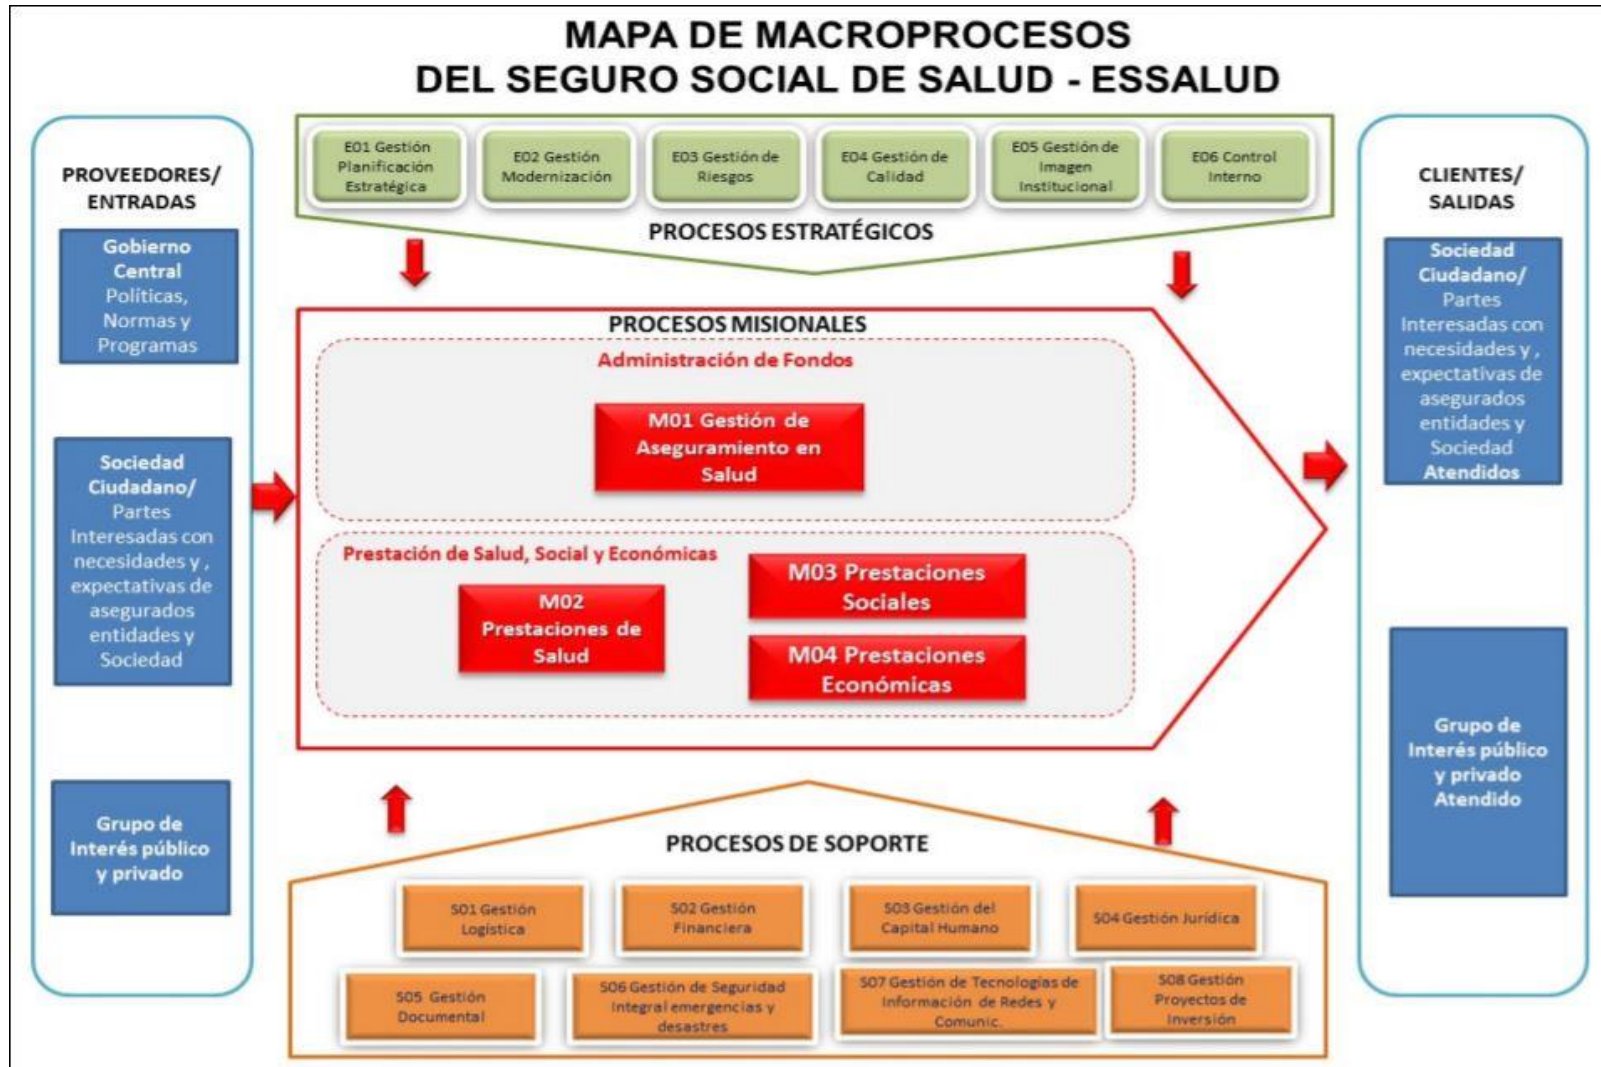 MAPA DE MACROPROCESOS
DEL SEGURO SOCIAL DE SALUD - ESSALUD
PROVEEDORES/
ENTRADAS
Gobierno
Central
Políticas,
Normas y
Programas
Sociedad
Ciudadano/
Partes
Interesadas con
necesidades y ,
expectativas de
asegurados
entidades y
Sociedad
Grupo de
Interés público
y privado
E01 Gestión
Planificación
Estratégica
E02 Gestión
Modernización
E03 Gestión de
Riesgos
E04 Gestión de
Calidad
E05 Gestión de
Imagen
Institucional
E06 Control
Interno
PROCESOS ESTRATÉGICOS
PROCESOS MISIONALES
Administración de Fondos
M01 Gestión de
Aseguramiento en
Salud
Prestación de Salud, Social y Económicas
M02
Prestaciones de
Salud
M03 Prestaciones
Sociales
M04 Prestaciones
Económicas
PROCESOS DE SOPORTE
S01 Gestión
Logística
S02 Gestión
Financiera
S03 Gestión del
Capital Humano
S04 Gestión Jurídica
S05 Gestión
Documental
S06 Gestión de Seguridad
Integral emergencias y
desastres
S07 Gestión de Tecnologías de
Información de Redes y
Comunic.
S08 Gestión
Proyectos de
Inversión
CLIENTES/
SALIDAS
Sociedad
Ciudadano/
Partes
Interesadas con
necesidades y ,
expectativas de
asegurados
entidades y
Sociedad
Atendidos
Grupo de
Interés público
y privado
Atendido